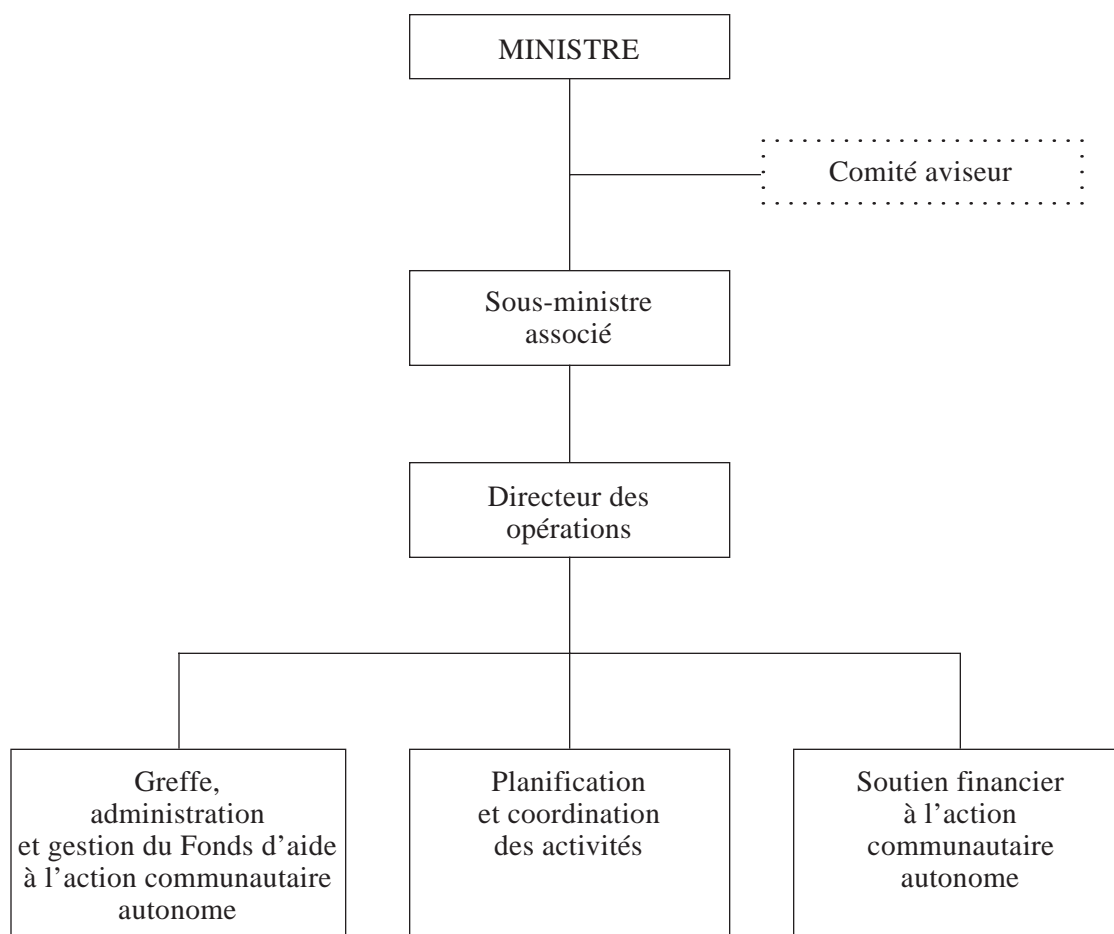 MINISTRE
Comité aviseur
Sous-ministre
associé
Directeur des
opérations
Greffe,
administration
et gestion du Fonds d’aide
à l’action communautaire
autonome
Planification
et coordination
des activités
Soutien financier
à l’action
communautaire
autonome